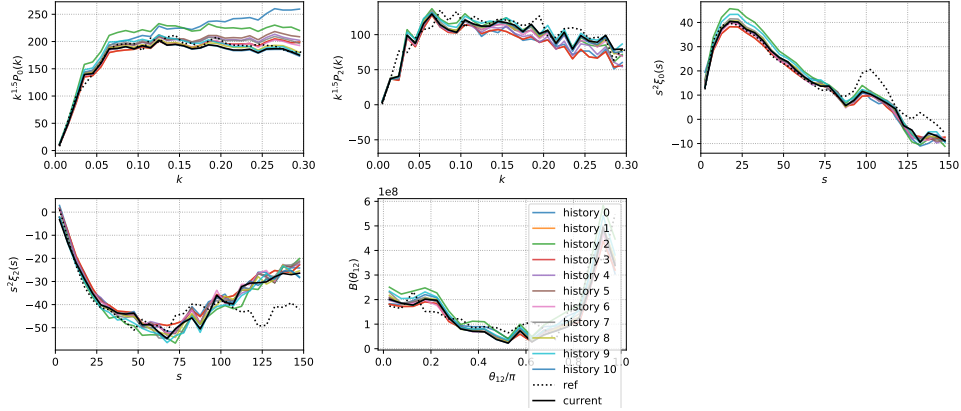 250
200
150
100
50
0
k^{1.5}P_0(k)
0.00 0.05 0.10 0.15 0.20 0.25 0.30
k
100
50
0
−50
k^{1.5}P_2(k)
0.00 0.05 0.10 0.15 0.20 0.25 0.30
k
40
30
20
10
0
−10
s^2ξ_0(s)
0 25 50 75 100 125 150
s
0
−10
−20
−30
−40
−50
s^2ξ_2(s)
0 25 50 75 100 125 150
s
1e8
6
5
4
3
2
1
0
B(θ_{12})
0.0 0.2 0.4 0.6 0.8 1.0
θ_{12}/π
history 0
history 1
history 2
history 3
history 4
history 5
history 6
history 7
history 8
history 9
history 10
ref
current